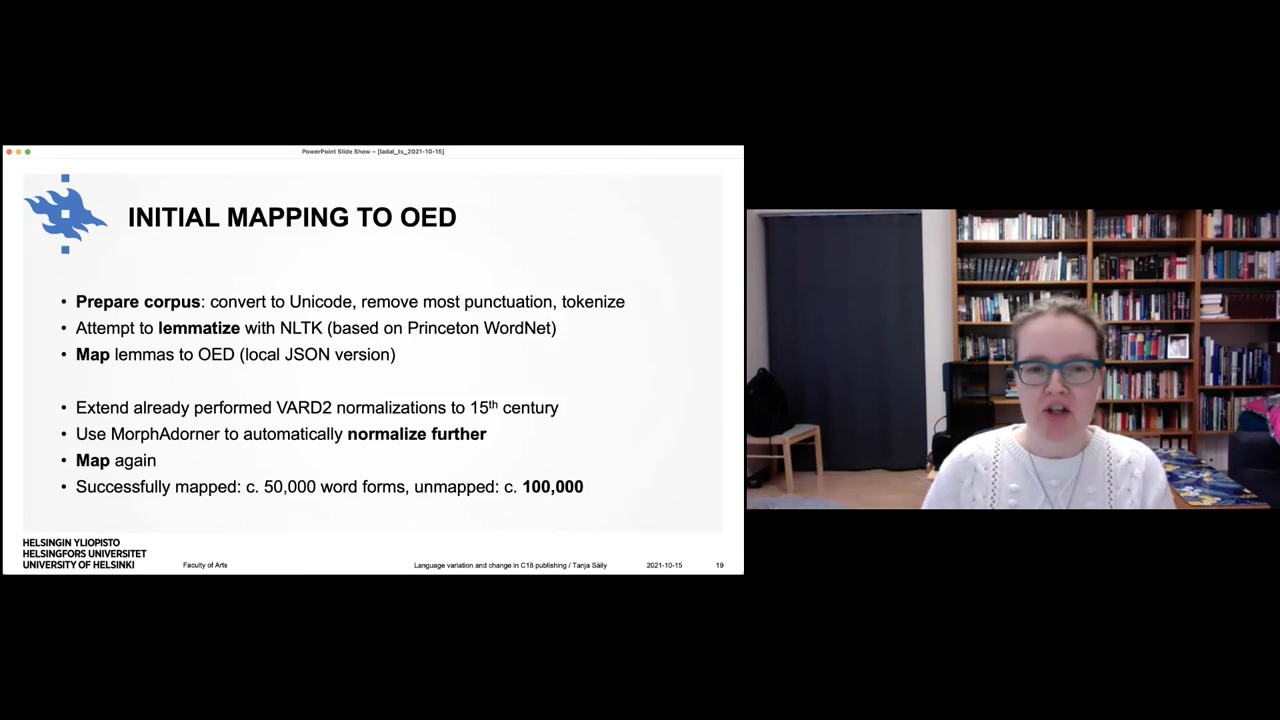 PowerPoint Slide Show – [ladal_ts_2021-10-15]
INITIAL MAPPING TO OED
• Prepare corpus: convert to Unicode, remove most punctuation, tokenize
• Attempt to lemmatize with NLTK (based on Princeton WordNet)
• Map lemmas to OED (local JSON version)
• Extend already performed VARD2 normalizations to 15th century
• Use MorphAdorner to automatically normalize further
• Map again
• Successfully mapped: c. 50,000 word forms, unmapped: c. 100,000
HELSINGIN YLIOPISTO
HELSINGFORS UNIVERSITET
UNIVERSITY OF HELSINKI
Faculty of Arts
Language variation and change in C18 publishing / Tanja Säily
2021-10-15
19